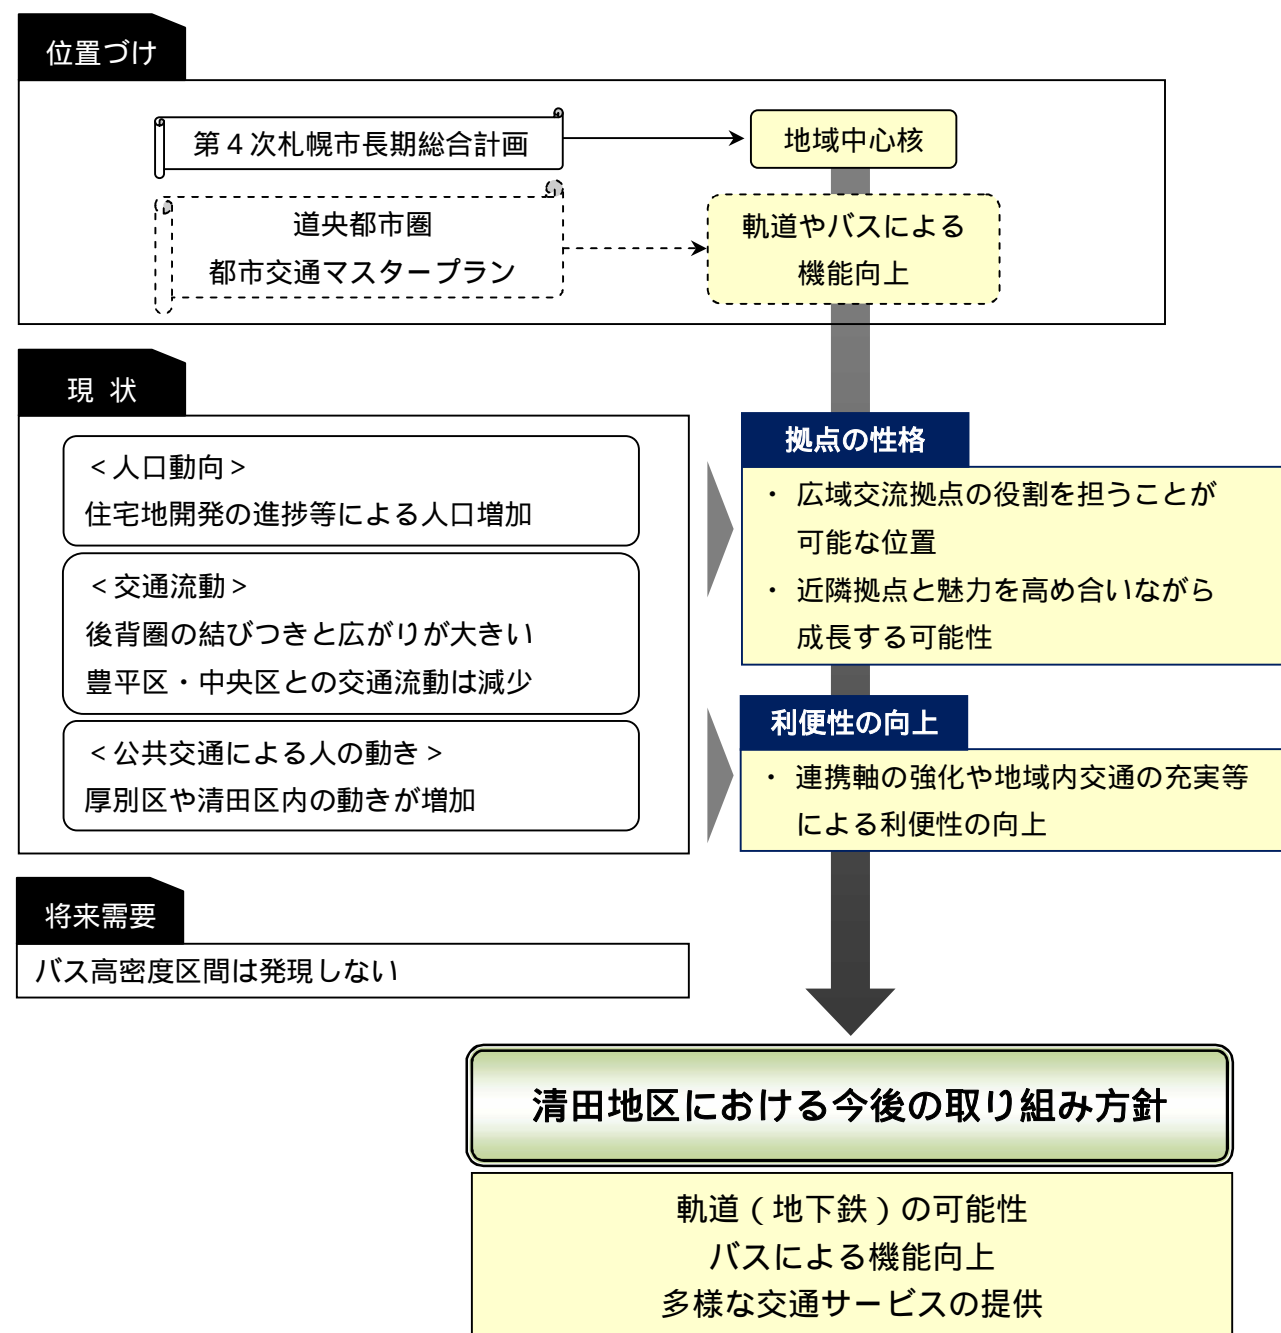 位置づけ
第４次札幌市長期総合計画
地域中心核
道央都市圏
都市交通マスタープラン
軌道やバスによる
機能向上
現 状
＜人口動向＞
住宅地開発の進捗等による人口増加
＜交通流動＞
後背圏の結びつきと広がりが大きい
豊平区・中央区との交通流動は減少
＜公共交通による人の動き＞
厚別区や清田区内の動きが増加
拠点の性格
・ 広域交流拠点の役割を担うことが
可能な位置
・ 近隣拠点と魅力を高め合いながら
成長する可能性
利便性の向上
・ 連携軸の強化や地域内交通の充実等
による利便性の向上
将来需要
バス高密度区間は発現しない
清田地区における今後の取り組み方針
軌道（地下鉄）の可能性
バスによる機能向上
多様な交通サービスの提供